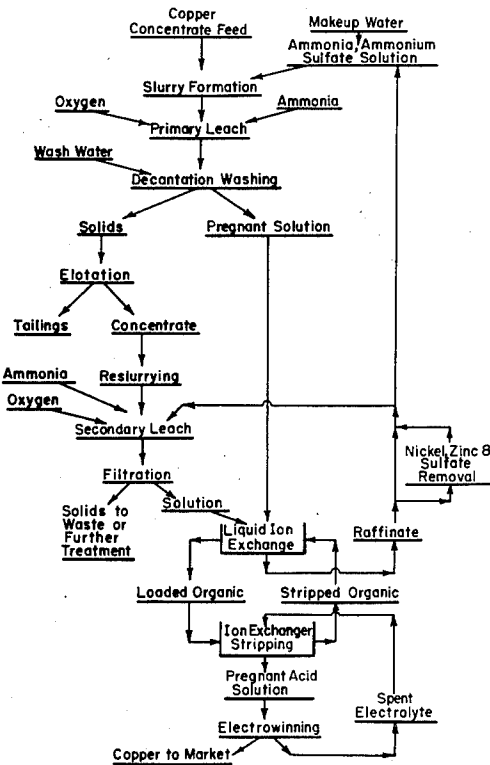 Copper
Concentrate Feed
Makeup Water
Ammonia, Ammonium
Sulfate Solution
Slurry Formation
Oxygen
Ammonia
Primary Leach
Wash Water
Decantation Washing
Solids
Pregnant Solution
Elotation
Tailings
Concentrate
Ammonia
Reslurrying
Oxygen
Secondary Leach
Nickel, Zinc &
Sulfate
Removal
Filtration
Solids to
Waste or
Further
Treatment
Solution
Liquid Ion
Exchange
Raffinate
Loaded Organic
Stripped Organic
Ion Exchanger
Stripping
Pregnant Acid
Solution
Spent
Electrolyte
Electrowinning
Copper to Market